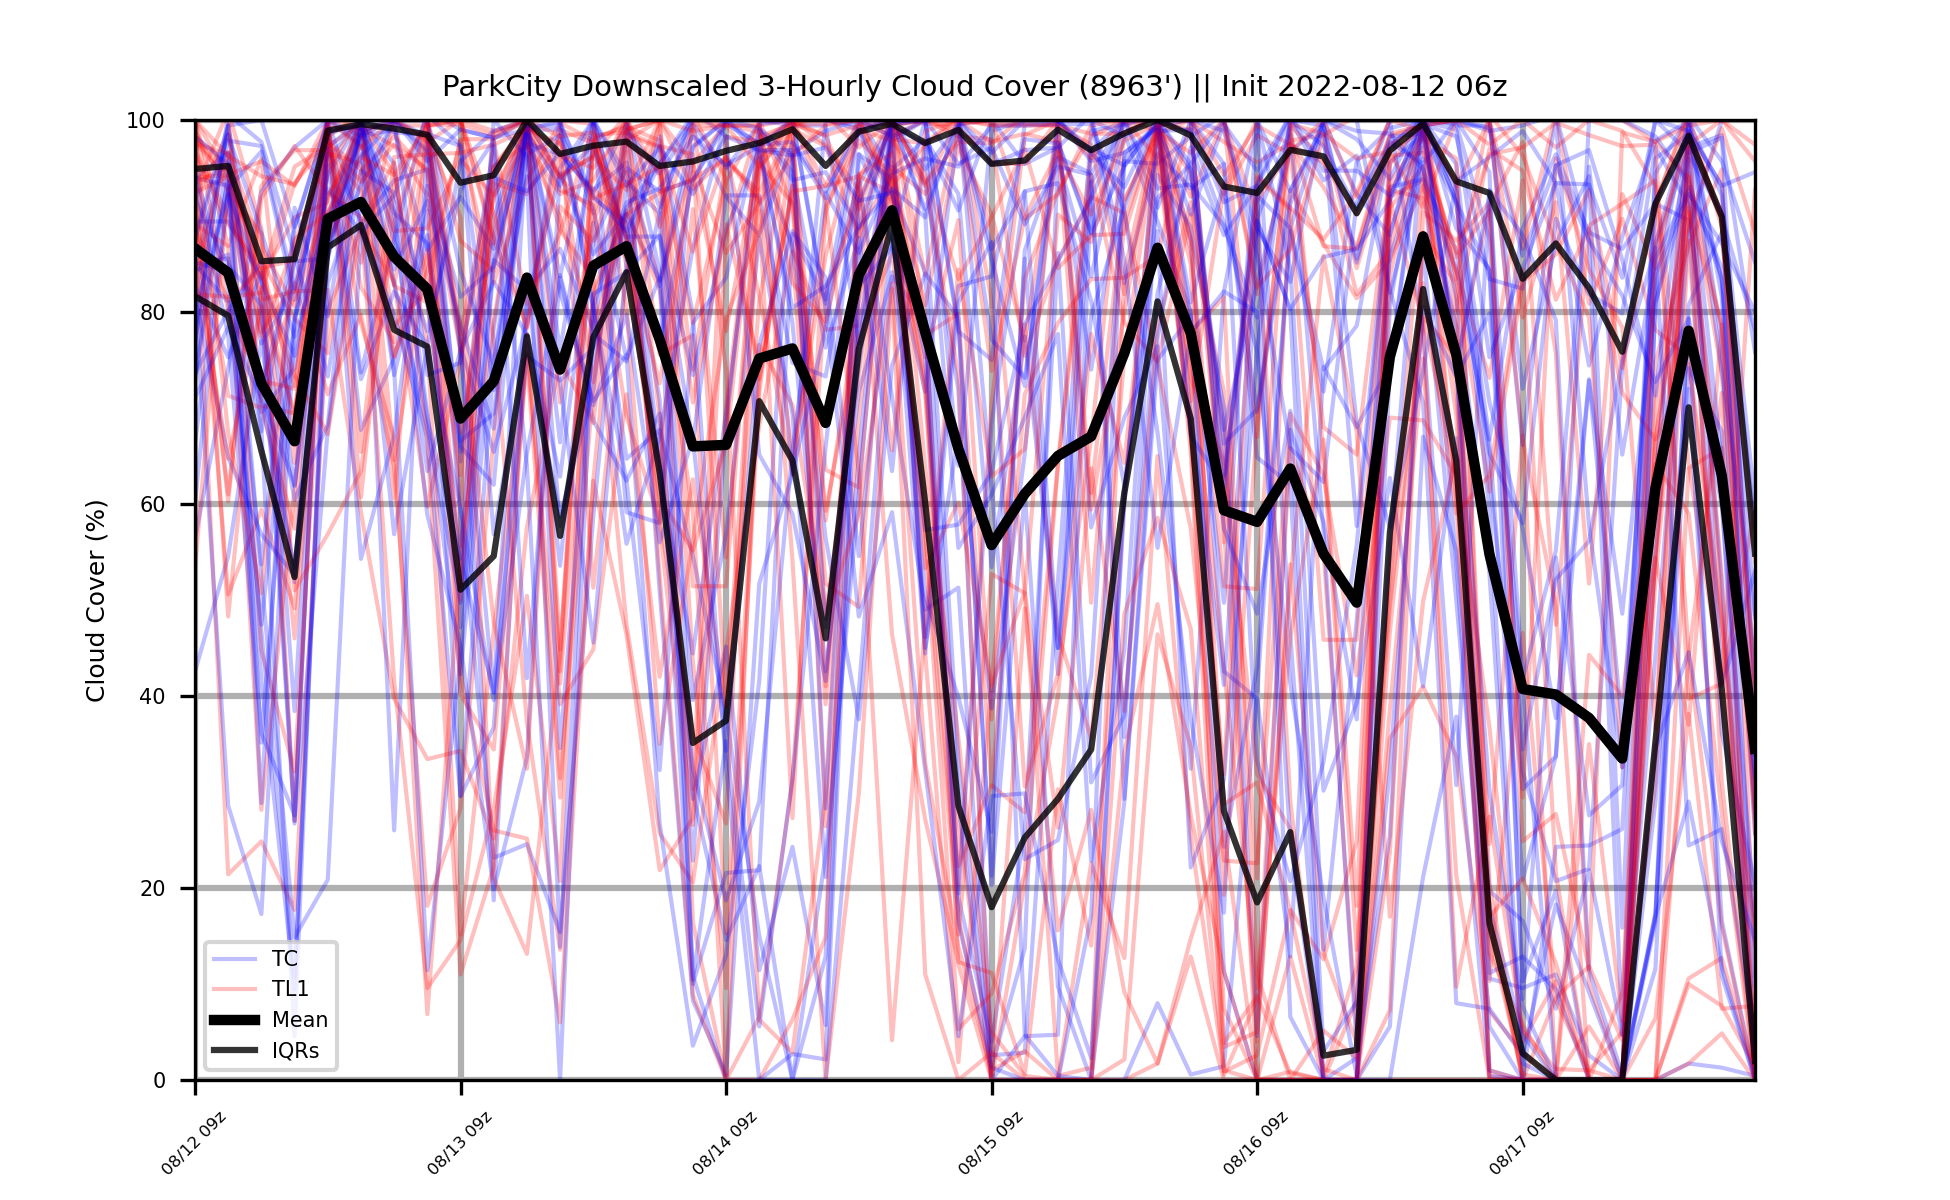 ParkCity Downscaled 3-Hourly Cloud Cover (8963') || Init 2022-08-12 06z
Cloud Cover (%)
100
80
60
40
20
0
TC
TL1
Mean
IQRs
08/12 09z
08/13 09z
08/14 09z
08/15 09z
08/16 09z
08/17 09z